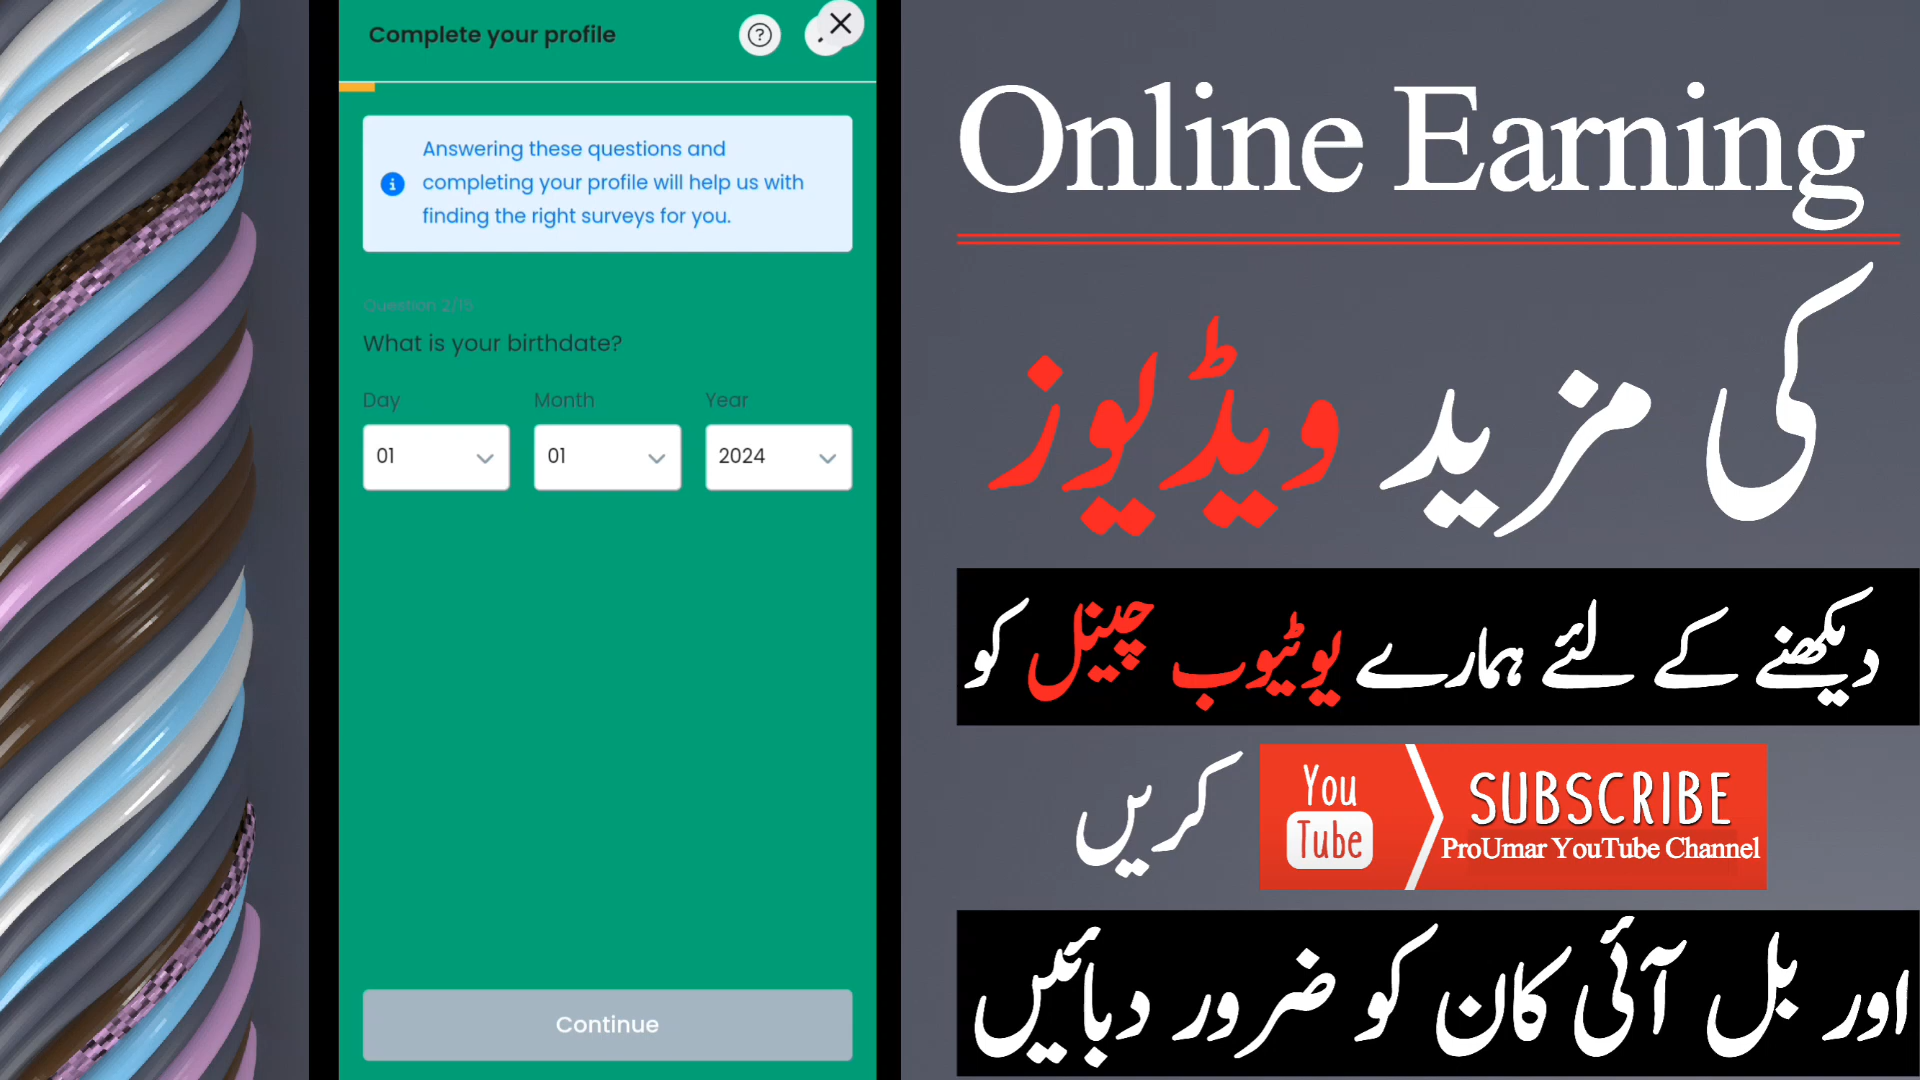 Complete your profile
Answering these questions and
completing your profile will help us with
finding the right surveys for you.
Question 2/15
What is your birthdate?
Day Month Year
01 01 2024
Continue
Online Earning
کی مزید ویڈیوز
دیکھنے کے لئے ہمارے یوٹیوب چینل کو
You
Tube
SUBSCRIBE
ProUmar YouTube Channel
کریں
اور بل آئی کان کو ضرور دبائیں